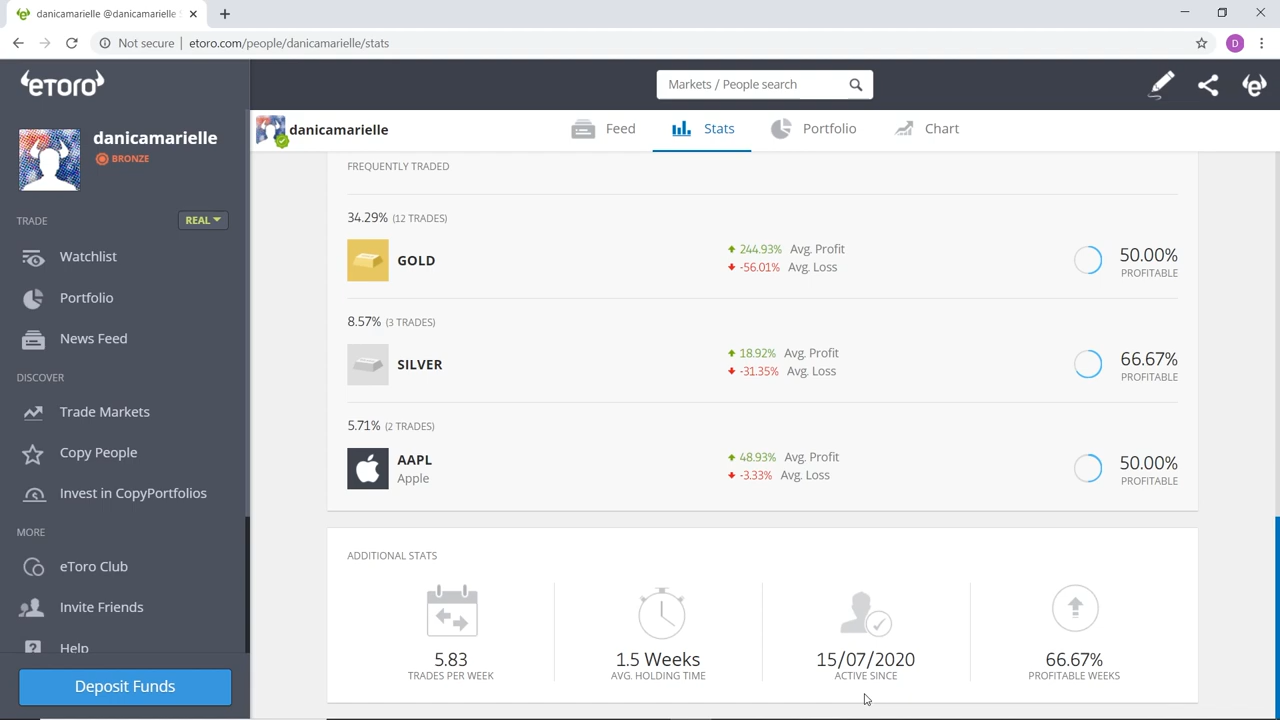 danicamarielle @danicamarielle
Not secure | etoro.com/people/danicamarielle/stats
D
eToro
Markets / People search
danicamarielle
BRONZE
danicamarielle
Feed
Stats
Portfolio
Chart
TRADE
REAL
Watchlist
Portfolio
News Feed
DISCOVER
Trade Markets
Copy People
Invest in CopyPortfolios
MORE
eToro Club
Invite Friends
Help
Deposit Funds
FREQUENTLY TRADED
34.29% (12 TRADES)
GOLD
244.93% Avg. Profit
-56.01% Avg. Loss
50.00%
PROFITABLE
8.57% (3 TRADES)
SILVER
18.92% Avg. Profit
-31.35% Avg. Loss
66.67%
PROFITABLE
5.71% (2 TRADES)
AAPL
Apple
48.93% Avg. Profit
-3.33% Avg. Loss
50.00%
PROFITABLE
ADDITIONAL STATS
5.83
TRADES PER WEEK
1.5 Weeks
AVG. HOLDING TIME
15/07/2020
ACTIVE SINCE
66.67%
PROFITABLE WEEKS